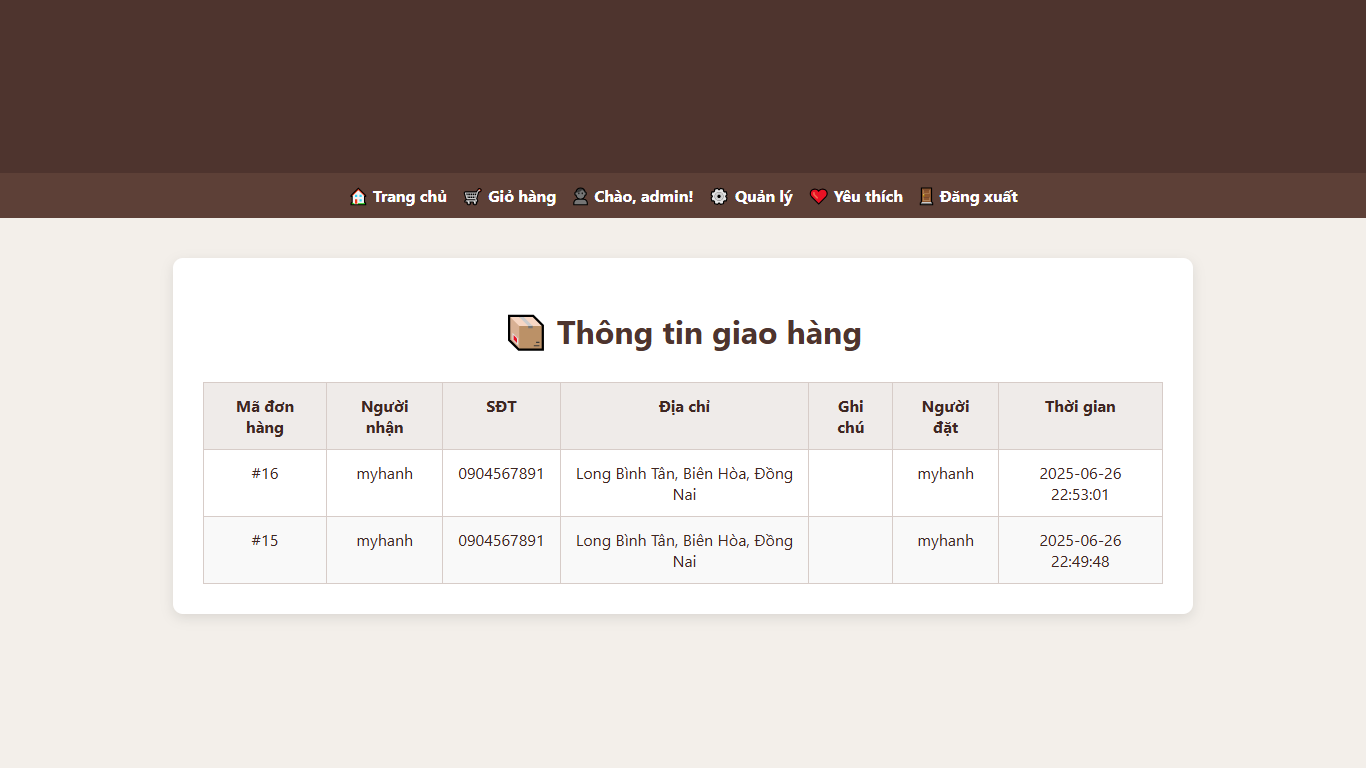 Trang chủ Giỏ hàng Chào, admin! Quản lý Yêu thích Đăng xuất
Thông tin giao hàng
Mã đơn hàng Người nhận SĐT Địa chỉ Ghi chú Người đặt Thời gian
#16 myhanh 0904567891 Long Bình Tân, Biên Hòa, Đồng Nai myhanh 2025-06-26 22:53:01
#15 myhanh 0904567891 Long Bình Tân, Biên Hòa, Đồng Nai myhanh 2025-06-26 22:49:48